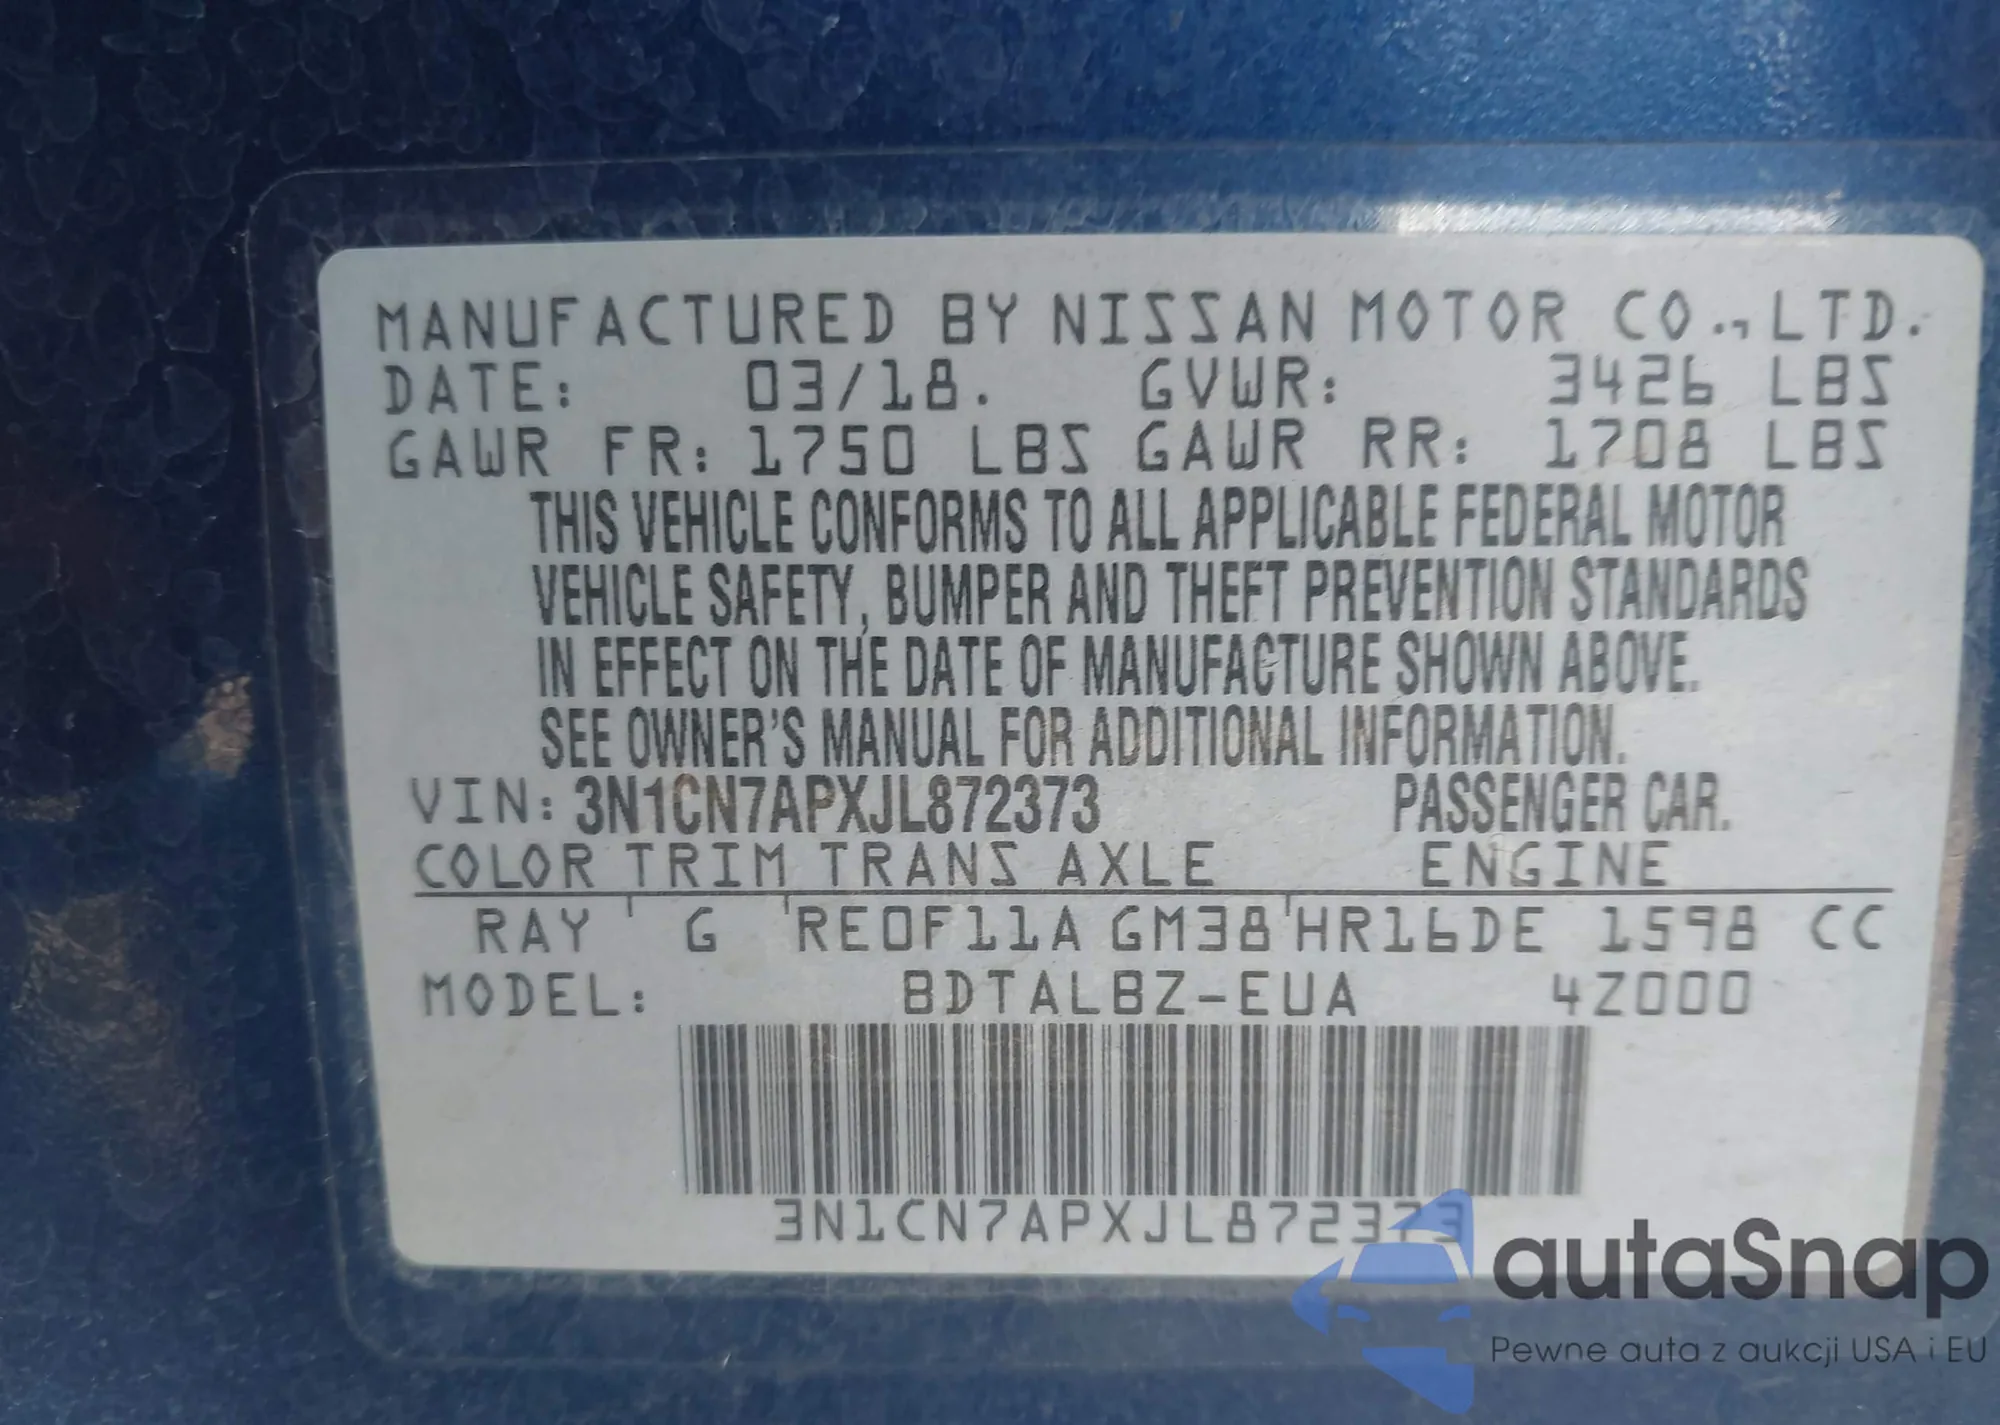 MANUFACTURED BY NISSAN MOTOR CO., LTD.
DATE: 03/18. GVWR: 3426 LBS
GAWR FR: 1750 LBS GAWR RR: 1708 LBS
THIS VEHICLE CONFORMS TO ALL APPLICABLE FEDERAL MOTOR
VEHICLE SAFETY, BUMPER AND THEFT PREVENTION STANDARDS
IN EFFECT ON THE DATE OF MANUFACTURE SHOWN ABOVE.
SEE OWNER'S MANUAL FOR ADDITIONAL INFORMATION.
VIN: 3N1CN7APXJL872373 PASSENGER CAR.
COLOR TRIM TRANS AXLE ENGINE
RAY G RE0F11A GM38 HR16DE 1598 CC
MODEL: BDTALBZ-EUA 4Z000
3N1CN7APXJL872373
autaSnap
Pewne auta z aukcji USA i EU